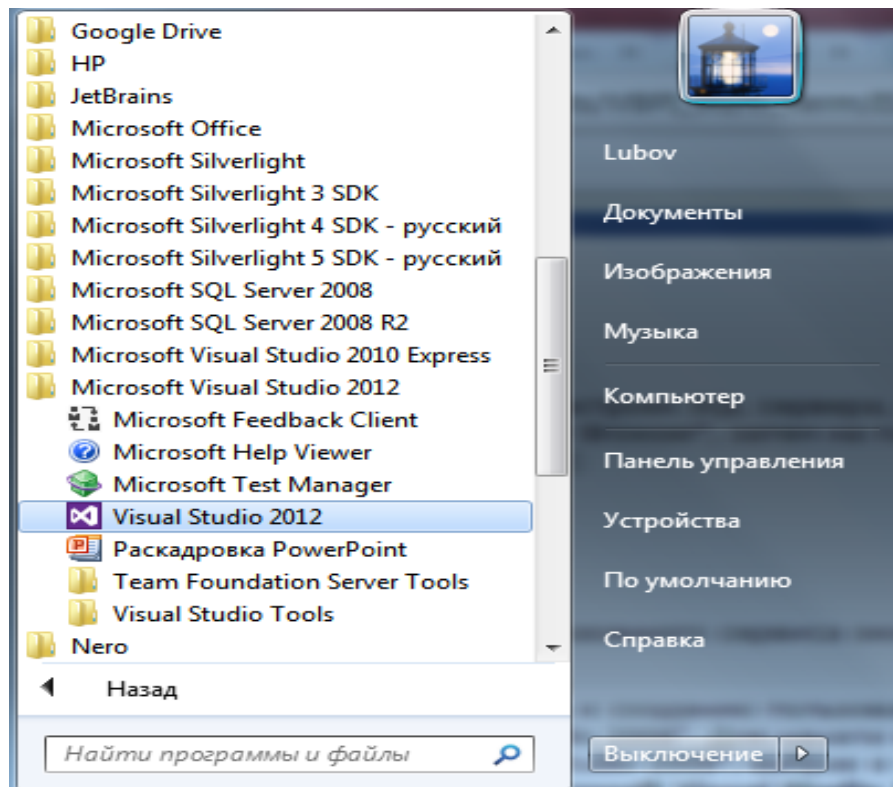 Google Drive
HP
JetBrains
Microsoft Office
Microsoft Silverlight
Microsoft Silverlight 3 SDK
Microsoft Silverlight 4 SDK - русский
Microsoft Silverlight 5 SDK - русский
Microsoft SQL Server 2008
Microsoft SQL Server 2008 R2
Microsoft Visual Studio 2010 Express
Microsoft Visual Studio 2012
Microsoft Feedback Client
Microsoft Help Viewer
Microsoft Test Manager
Visual Studio 2012
Раскадровка PowerPoint
Team Foundation Server Tools
Visual Studio Tools
Nero
Назад
Найти программы и файлы
Lubov
Документы
Изображения
Музыка
Компьютер
Панель управления
Устройства
По умолчанию
Справка
Выключение